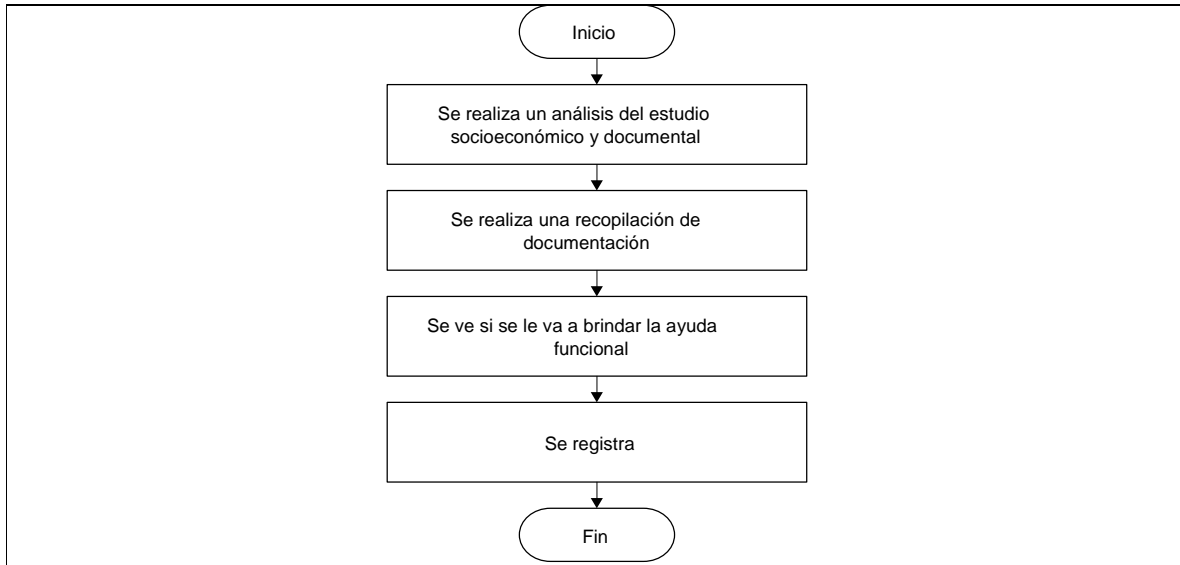 Inicio
Se realiza un análisis del estudio
socioeconómico y documental
Se realiza una recopilación de
documentación
Se ve si se le va a brindar la ayuda
funcional
Se registra
Fin